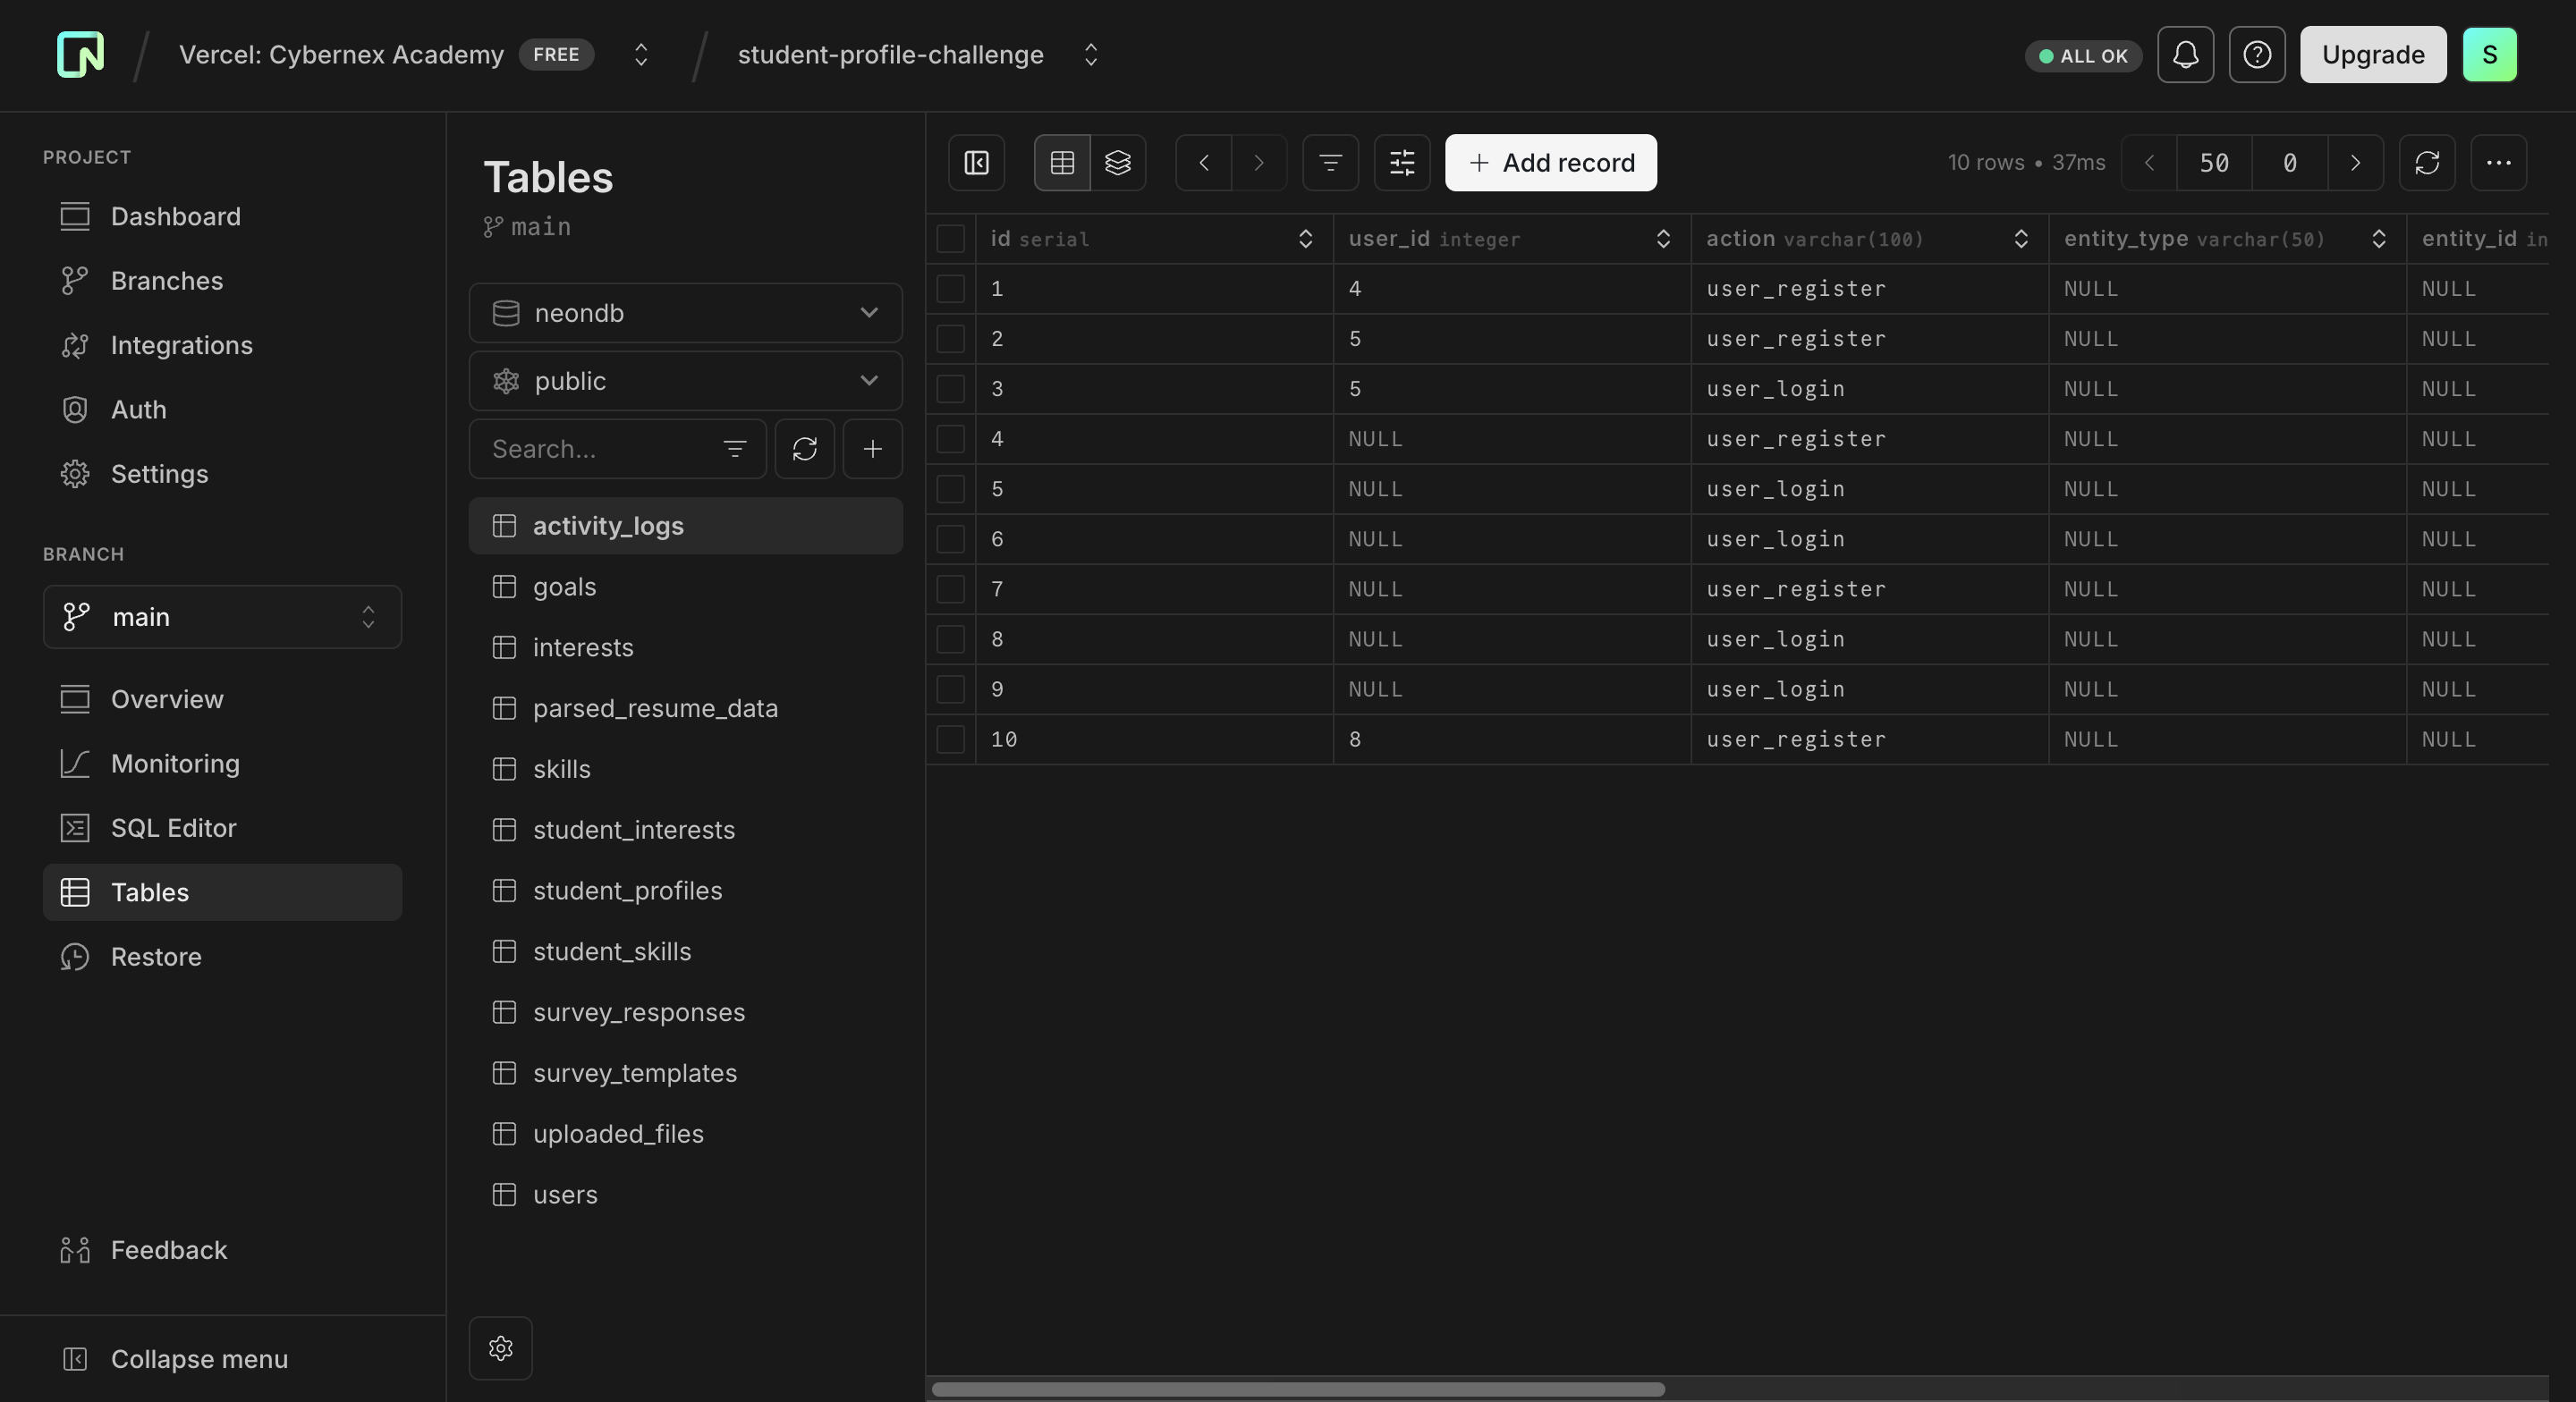 Vercel: Cybernex Academy FREE student-profile-challenge ALL OK Upgrade S
PROJECT
Dashboard
Branches
Integrations
Auth
Settings
BRANCH
main
Overview
Monitoring
SQL Editor
Tables
Restore
Feedback
Collapse menu
Tables
main
neondb
public
Search...
activity_logs
goals
interests
parsed_resume_data
skills
student_interests
student_profiles
student_skills
survey_responses
survey_templates
uploaded_files
users
Add record 10 rows • 37ms 50 0
id serial user_id integer action varchar(100) entity_type varchar(50) entity_id in
1 4 user_register NULL NULL
2 5 user_register NULL NULL
3 5 user_login NULL NULL
4 NULL user_register NULL NULL
5 NULL user_login NULL NULL
6 NULL user_login NULL NULL
7 NULL user_register NULL NULL
8 NULL user_login NULL NULL
9 NULL user_login NULL NULL
10 8 user_register NULL NULL